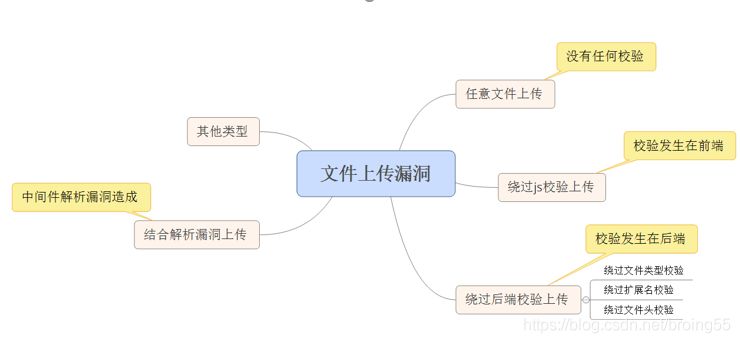 没有任何校验
任意文件上传
其他类型
校验发生在前端
文件上传漏洞
绕过js校验上传
中间件解析漏洞造成
结合解析漏洞上传
校验发生在后端
绕过文件类型校验
绕过后端校验上传
绕过扩展名校验
绕过文件头校验
https://blog.csdn.net/broing55